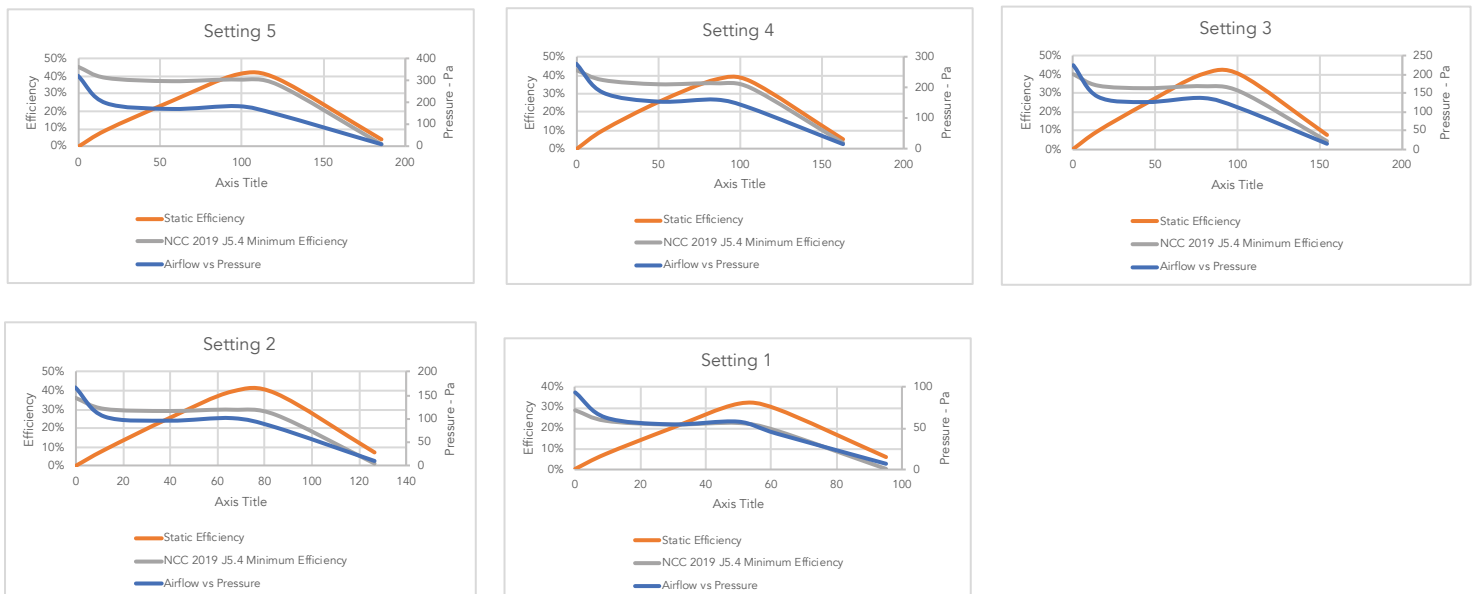 Setting 5
50%
40%
30%
20%
10%
0%
Efficiency
400
300
200
100
0
Pressure - Pa
0 50 100 150 200
Axis Title
Static Efficiency
NCC 2019 J5.4 Minimum Efficiency
Airflow vs Pressure
Setting 4
50%
40%
30%
20%
10%
0%
Efficiency
300
200
100
0
Pressure - Pa
0 50 100 150 200
Axis Title
Static Efficiency
NCC 2019 J5.4 Minimum Efficiency
Airflow vs Pressure
Setting 3
50%
40%
30%
20%
10%
0%
Efficiency
250
200
150
100
50
0
Pressure - Pa
0 50 100 150 200
Axis Title
Static Efficiency
NCC 2019 J5.4 Minimum Efficiency
Airflow vs Pressure
Setting 2
50%
40%
30%
20%
10%
0%
Efficiency
200
150
100
50
0
Pressure - Pa
0 20 40 60 80 100 120 140
Axis Title
Static Efficiency
NCC 2019 J5.4 Minimum Efficiency
Airflow vs Pressure
Setting 1
40%
30%
20%
10%
0%
Efficiency
100
50
0
Pressure - Pa
0 20 40 60 80 100
Axis Title
Static Efficiency
NCC 2019 J5.4 Minimum Efficiency
Airflow vs Pressure